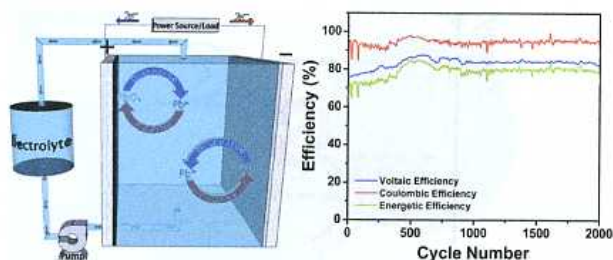 Power Source/Load
+
−
Electrolyte
Pump
Pb²⁺
100
80
60
40
20
0
Efficiency (%)
Voltaic Efficiency
Coulombic Efficiency
Energetic Efficiency
0
500
1000
1500
2000
Cycle Number